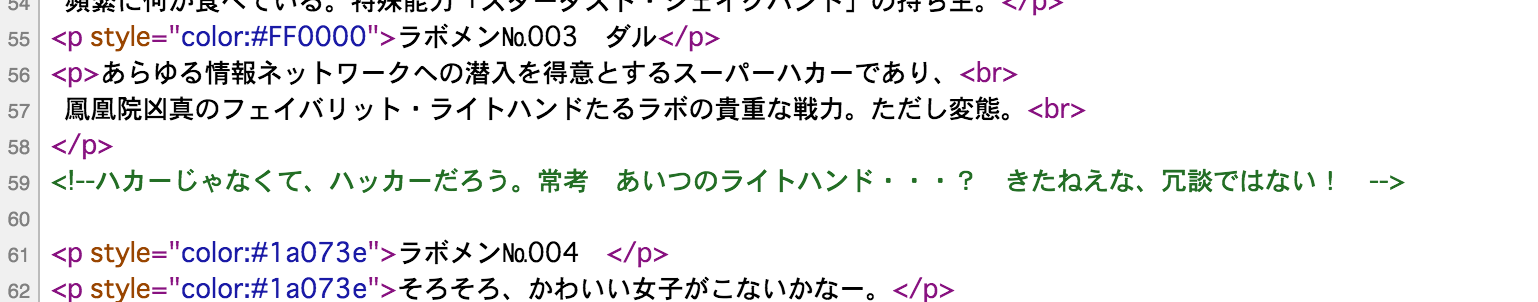 54 頻繁に何か食べている。特殊能力「スターダスト・シェイクハンド」の持ち主。</p>
55 <p style="color:#FF0000">ラボメン№003　ダル</p>
56 <p>あらゆる情報ネットワークへの潜入を得意とするスーパーハカーであり、<br>
57 鳳凰院凶真のフェイバリット・ライトハンドたるラボの貴重な戦力。ただし変態。<br>
58 </p>
59 <!--ハカーじゃなくて、ハッカーだろう。常考　あいつのライトハンド・・・？　きたねえな、冗談ではない！　-->
60
61 <p style="color:#1a073e">ラボメン№004　</p>
62 <p style="color:#1a073e">そろそろ、かわいい女子がこないかなー。</p>